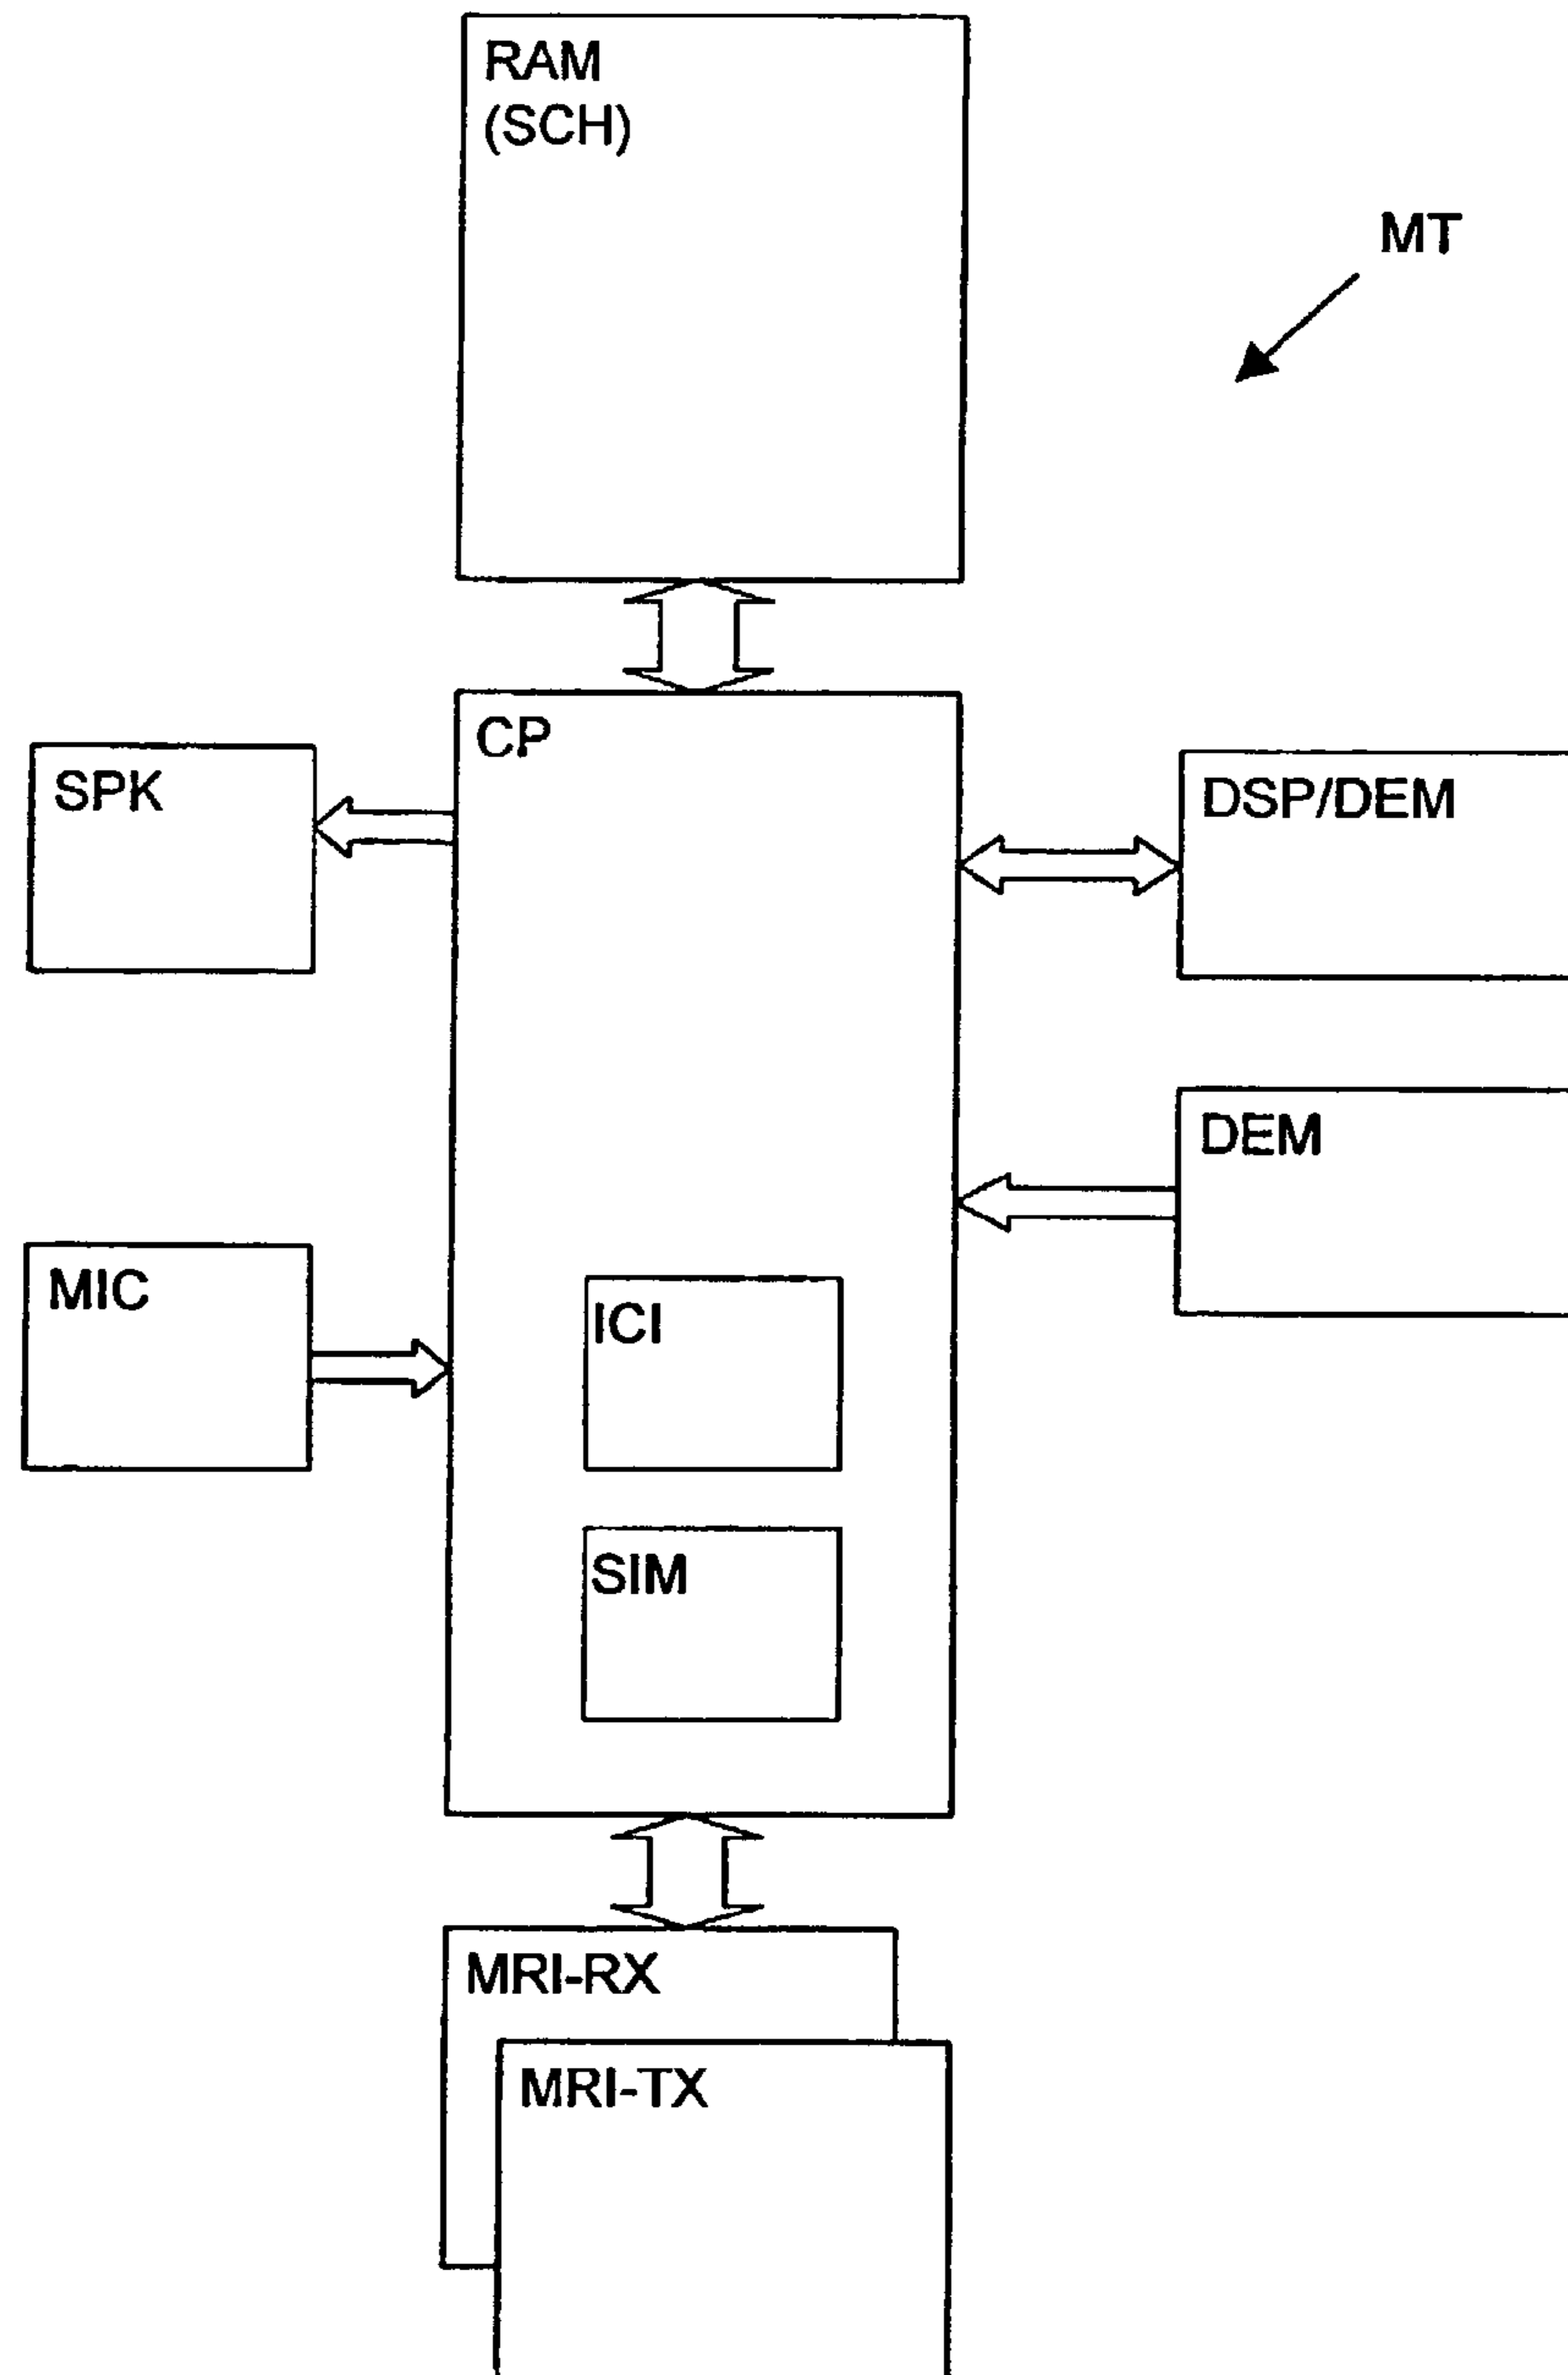 RAM
(SCH)
MT
CP
SPK
DSP/DEM
DEM
MIC
ICI
SIM
MRI-RX
MRI-TX